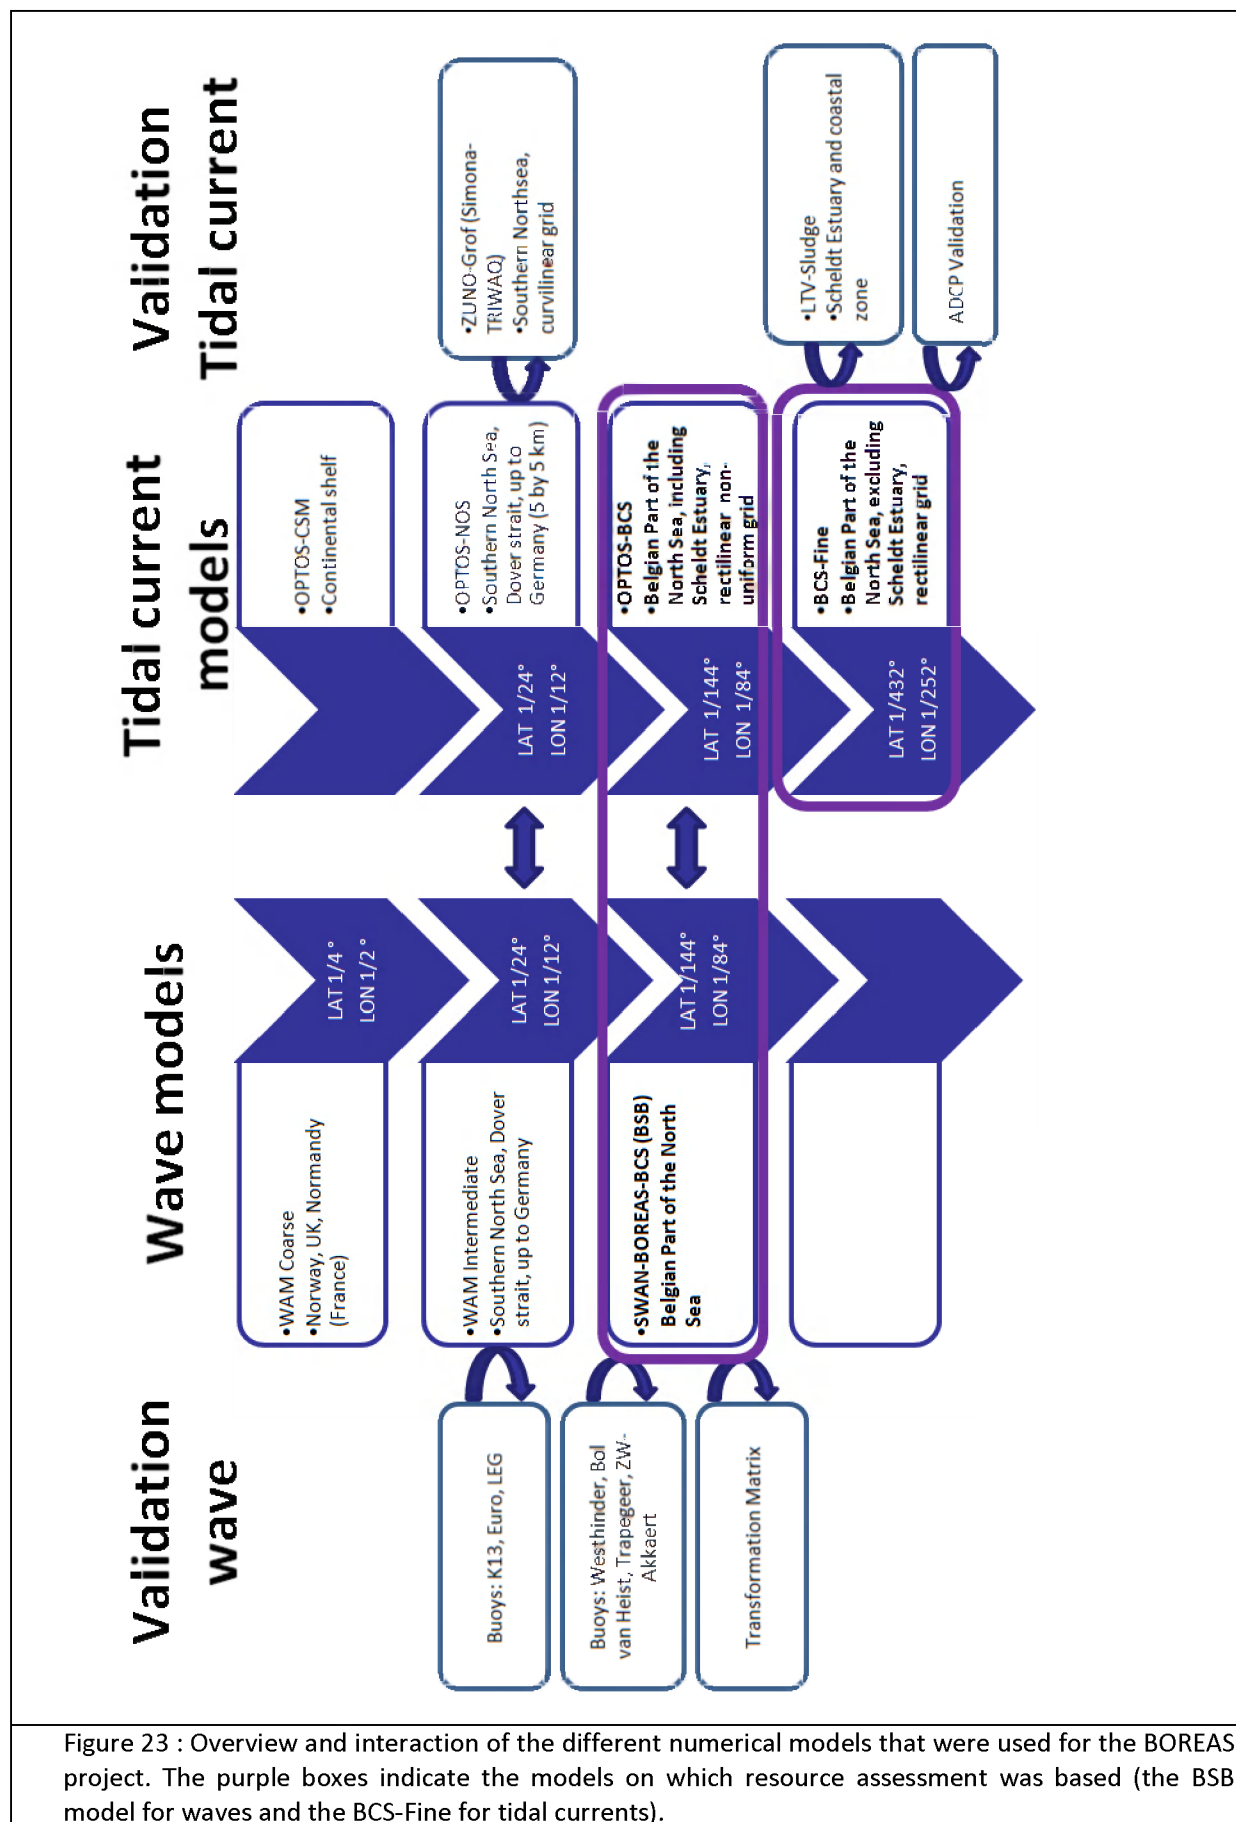 Validation
wave
Wave models
Tidal current
models
Validation
Tidal current
•WAM Coarse
•Norway, UK, Normandy
(France)
LAT 1/4°
LON 1/2°
•OPTOS-CSM
•Continental shelf
Buoys: K13, Euro, LEG
•WAM Intermediate
•Southern North Sea, Dover
strait, up to Germany
LAT 1/24°
LON 1/12°
LAT 1/24°
LON 1/12°
•OPTOS-NOS
•Southern North Sea,
Dover strait, up to
Germany (5 by 5 km)
•ZUNO-Grof (Simona-
TRIWAQ)
•Southern Northsea,
curvilinear grid
Buoys: Westhinder, Bol
van Heist, Trapegeer, ZW-
Akkaert
Transformation Matrix
•SWAN-BOREAS-BCS (BSB)
Belgian Part of the North
Sea
LAT 1/144°
LON 1/84°
LAT 1/144°
LON 1/84°
•OPTOS-BCS
•Belgian Part of the
North Sea, including
Scheldt Estuary,
rectilinear non-
uniform grid
LAT 1/432°
LON 1/252°
•BCS-Fine
•Belgian Part of the
North Sea, excluding
Scheldt Estuary,
rectilinear grid
•LTV-Sludge
•Scheldt Estuary and coastal
zone
ADCP Validation
Figure 23 : Overview and interaction of the different numerical models that were used for the BOREAS
project. The purple boxes indicate the models on which resource assessment was based (the BSB
model for waves and the BCS-Fine for tidal currents).